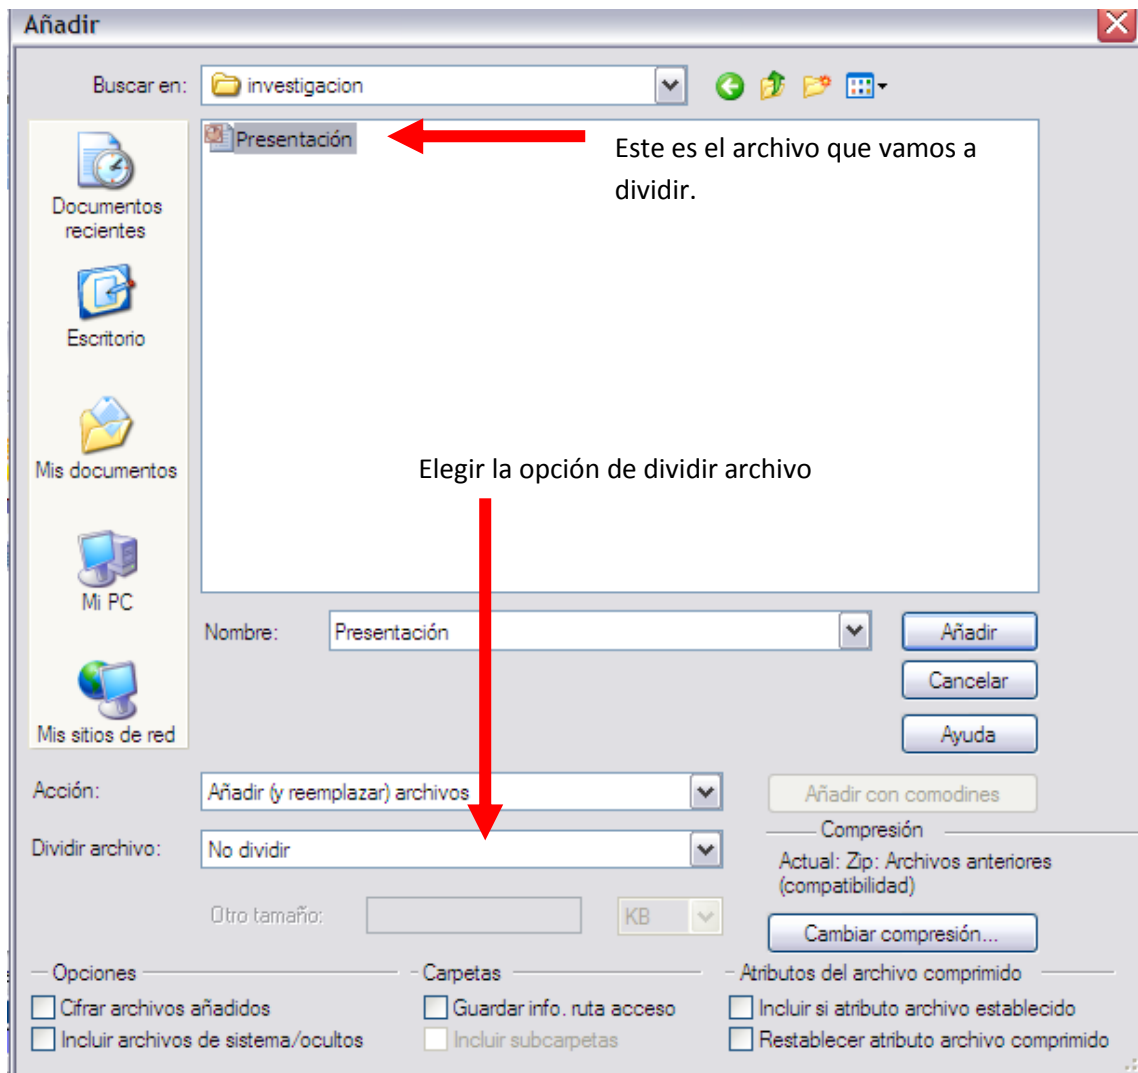 Añadir
Buscar en:
investigacion
Presentación
Este es el archivo que vamos a
dividir.
Documentos
recientes
Escritorio
Mis documentos
Elegir la opción de dividir archivo
Mi PC
Mis sitios de red
Nombre:
Presentación
Añadir
Cancelar
Ayuda
Acción:
Añadir (y reemplazar) archivos
Añadir con comodines
Dividir archivo:
No dividir
Compresión
Actual: Zip: Archivos anteriores
(compatibilidad)
Otro tamaño:
KB
Cambiar compresión...
Opciones
Carpetas
Atributos del archivo comprimido
Cifrar archivos añadidos
Guardar info. ruta acceso
Incluir si atributo archivo establecido
Incluir archivos de sistema/ocultos
Incluir subcarpetas
Restablecer atributo archivo comprimido